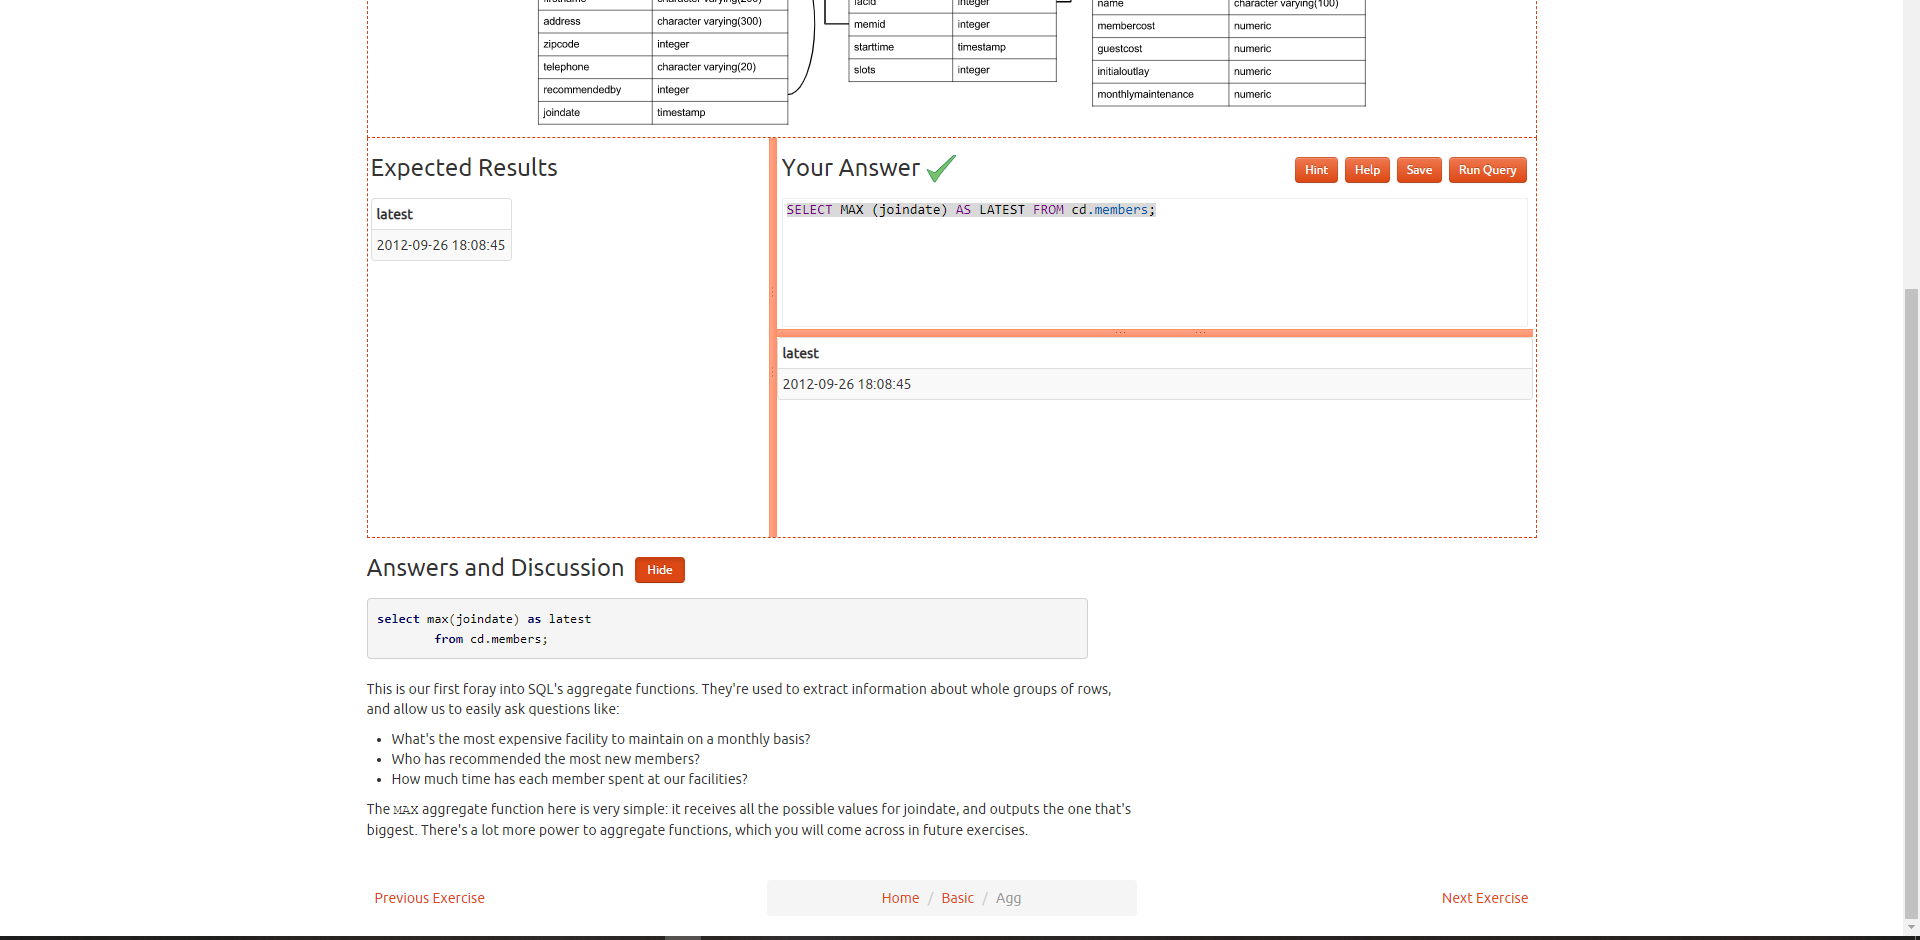 address character varying(300)
zipcode integer
telephone character varying(20)
recommendedby integer
joindate timestamp
facid integer
memid integer
starttime timestamp
slots integer
name character varying(100)
membercost numeric
guestcost numeric
initialoutlay numeric
monthlymaintenance numeric
Expected Results
latest
2012-09-26 18:08:45
Your Answer
Hint Help Save Run Query
SELECT MAX (joindate) AS LATEST FROM cd.members;
latest
2012-09-26 18:08:45
Answers and Discussion Hide
select max(joindate) as latest
from cd.members;
This is our first foray into SQL's aggregate functions. They're used to extract information about whole groups of rows,
and allow us to easily ask questions like:
• What's the most expensive facility to maintain on a monthly basis?
• Who has recommended the most new members?
• How much time has each member spent at our facilities?
The MAX aggregate function here is very simple: it receives all the possible values for joindate, and outputs the one that's
biggest. There's a lot more power to aggregate functions, which you will come across in future exercises.
Previous Exercise
Home / Basic / Agg
Next Exercise